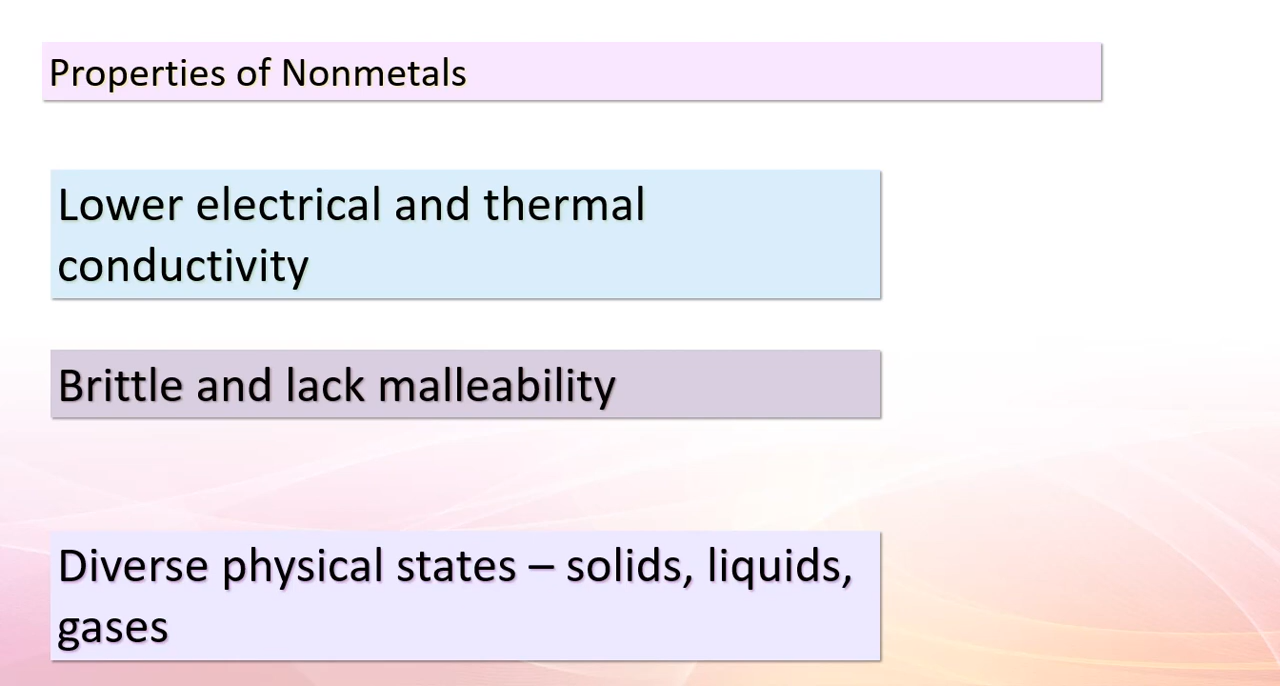 Properties of Nonmetals
Lower electrical and thermal
conductivity
Brittle and lack malleability
Diverse physical states – solids, liquids,
gases